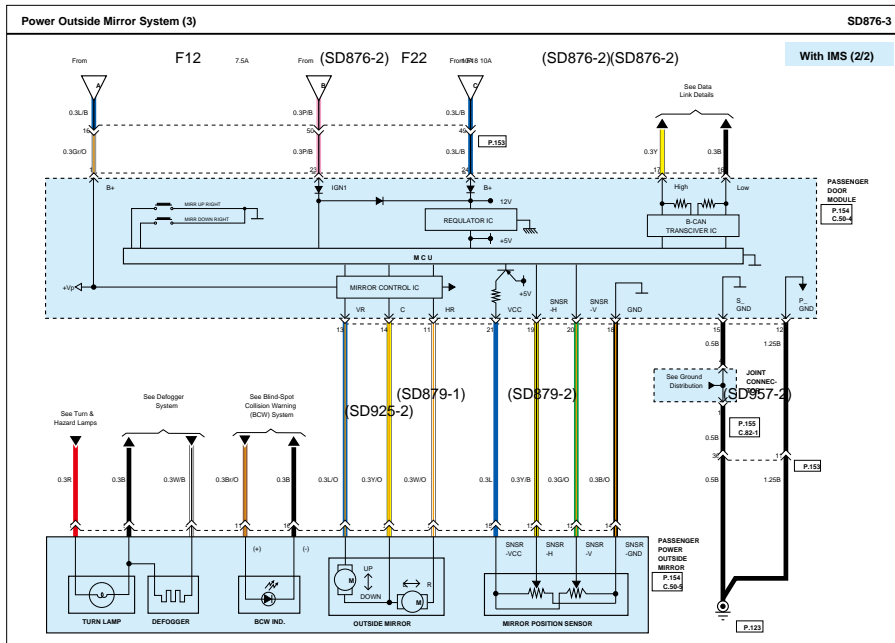 Power Outside Mirror System (3) SD876-3
With IMS (2/2)
From F12 7.5A From (SD876-2) F22 (SD876-2)(SD876-2)
A B C
See Data
Link Details
0.3L/B 0.3P/B 0.3L/B
16 50 49
P.153
0.3Gr/O 0.3P/B 0.3L/B 0.3Y 0.3B
23 24 17
B+ IGN1 B+ High Low
PASSENGER
DOOR
MODULE
P.154
C.50-4
12V
MIRR UP RIGHT
MIRR DOWN RIGHT
REQULATOR IC
B-CAN
TRANSCIVER IC
+5V
M C U
+Vp
MIRROR CONTROL IC
+5V
VR C HR VCC SNSR
-H SNSR
-V GND S_
GND P_
GND
13 14 11 21 19 20 18 15 12
0.5B 1.25B
See Ground
Distribution
JOINT
CONNEC-
(SD879-1) (SD879-2) (SD957-2)
(SD925-2)
See Turn &
Hazard Lamps
See Defogger
System
See Blind-Spot
Collision Warning
(BCW) System
P.155
C.82-1
0.5B
11
P.153
0.3R 0.3B 0.3W/B 0.3Br/O 0.3B 0.3L/O 0.3Y/O 0.3W/O 0.3L 0.3Y/B 0.3G/O 0.3B/O 0.5B 1.25B
(+) (-)
SNSR
-VCC
SNSR
-H
SNSR
-V
SNSR
-GND
PASSENGER
POWER
OUTSIDE
MIRROR
P.154
C.50-5
M UP
DOWN
R
M
TURN LAMP DEFOGGER BCW IND. OUTSIDE MIRROR MIRROR POSITION SENSOR
P.123